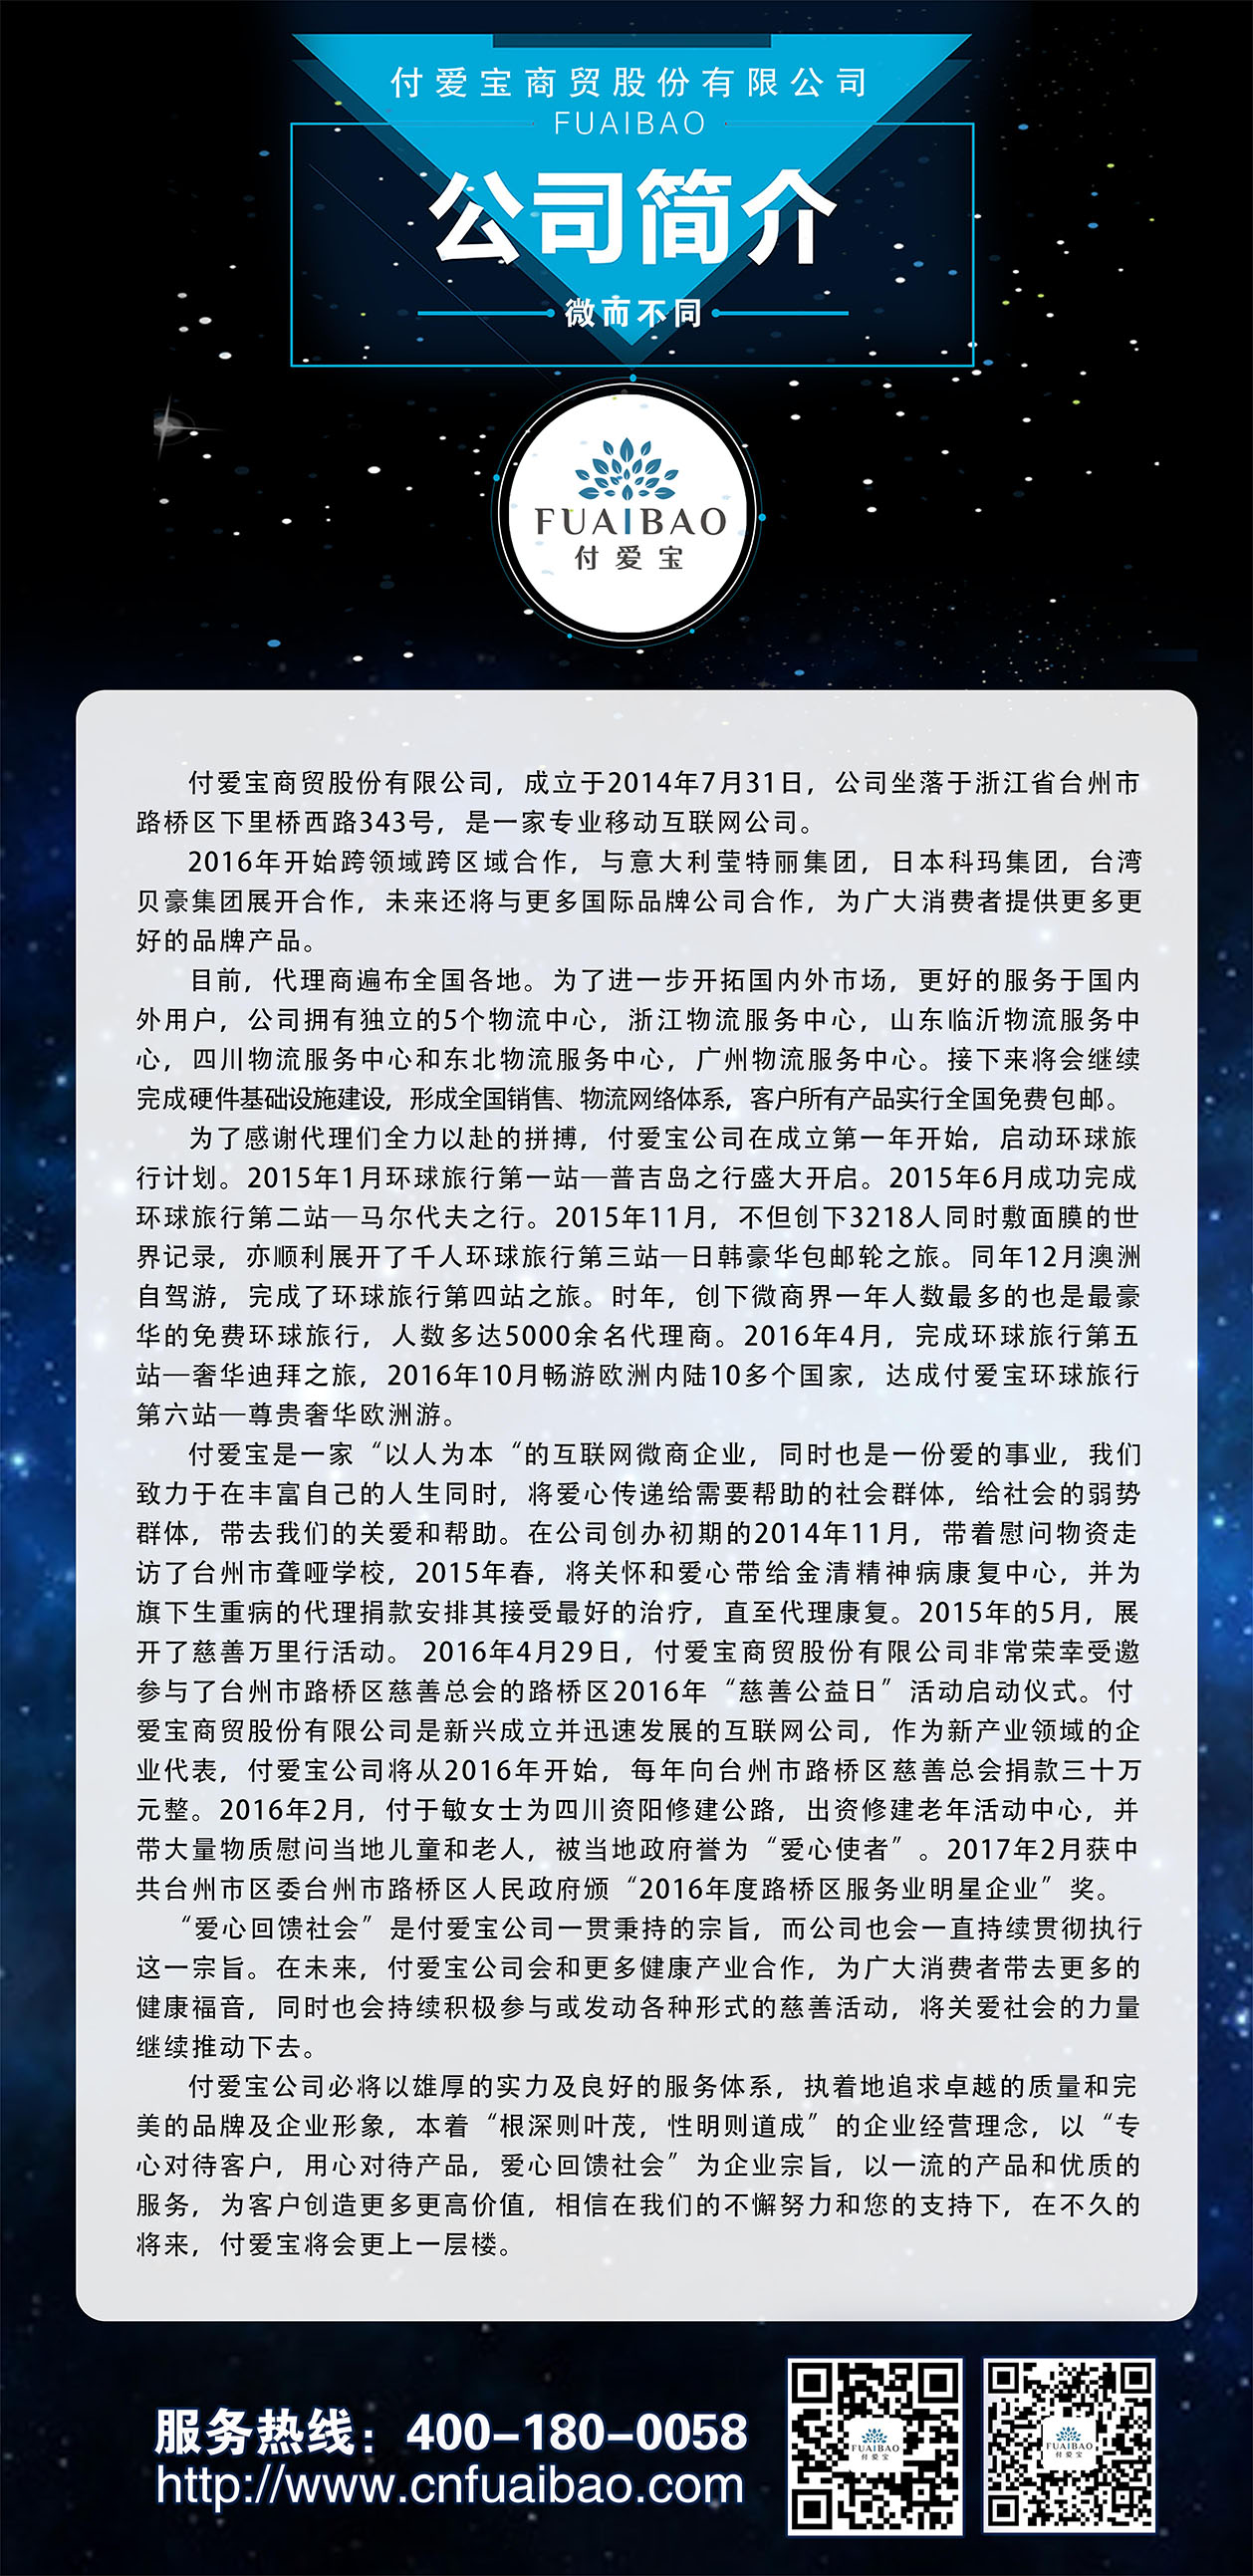 付爱宝商贸股份有限公司
FUAIBAO
公司简介
微而不同
FUAIBAO
付爱宝
付爱宝商贸股份有限公司，成立于2014年7月31日，公司坐落于浙江省台州市
路桥区下里桥西路343号，是一家专业移动互联网公司。
2016年开始跨领域跨区域合作，与意大利莹特丽集团，日本科玛集团，台湾
贝豪集团展开合作，未来还将与更多国际品牌公司合作，为广大消费者提供更多更
好的品牌产品。
目前，代理商遍布全国各地。为了进一步开拓国内外市场，更好的服务于国内
外用户，公司拥有独立的5个物流中心，浙江物流服务中心，山东临沂物流服务中
心，四川物流服务中心和东北物流服务中心，广州物流服务中心。接下来将会继续
完成硬件基础设施建设，形成全国销售、物流网络体系，客户所有产品实行全国免费包邮。
为了感谢代理们全力以赴的拼搏，付爱宝公司在成立第一年开始，启动环球旅
行计划。2015年1月环球旅行第一站—普吉岛之行盛大开启。2015年6月成功完成
环球旅行第二站—马尔代夫之行。2015年11月，不但创下3218人同时敷面膜的世
界记录，亦顺利展开了千人环球旅行第三站—日韩豪华包邮轮之旅。同年12月澳洲
自驾游，完成了环球旅行第四站之旅。时年，创下微商界一年人数最多的也是最豪
华的免费环球旅行，人数多达5000余名代理商。2016年4月，完成环球旅行第五
站—奢华迪拜之旅，2016年10月畅游欧洲内陆10多个国家，达成付爱宝环球旅行
第六站—尊贵奢华欧洲游。
付爱宝是一家“以人为本“的互联网微商企业，同时也是一份爱的事业，我们
致力于在丰富自己的人生同时，将爱心传递给需要帮助的社会群体，给社会的弱势
群体，带去我们的关爱和帮助。在公司创办初期的2014年11月，带着慰问物资走
访了台州市聋哑学校，2015年春，将关怀和爱心带给金清精神病康复中心，并为
旗下生重病的代理捐款安排其接受最好的治疗，直至代理康复。2015年的5月，展
开了慈善万里行活动。 2016年4月29日，付爱宝商贸股份有限公司非常荣幸受邀
参与了台州市路桥区慈善总会的路桥区2016年“慈善公益日”活动启动仪式。付
爱宝商贸股份有限公司是新兴成立并迅速发展的互联网公司，作为新产业领域的企
业代表，付爱宝公司将从2016年开始，每年向台州市路桥区慈善总会捐款三十万
元整。2016年2月，付于敏女士为四川资阳修建公路，出资修建老年活动中心，并
带大量物质慰问当地儿童和老人，被当地政府誉为“爱心使者”。2017年2月获中
共台州市区委台州市路桥区人民政府颁“2016年度路桥区服务业明星企业”奖。
“爱心回馈社会”是付爱宝公司一贯秉持的宗旨，而公司也会一直持续贯彻执行
这一宗旨。在未来，付爱宝公司会和更多健康产业合作，为广大消费者带去更多的
健康福音，同时也会持续积极参与或发动各种形式的慈善活动，将关爱社会的力量
继续推动下去。
付爱宝公司必将以雄厚的实力及良好的服务体系，执着地追求卓越的质量和完
美的品牌及企业形象，本着“根深则叶茂，性明则道成”的企业经营理念，以“专
心对待客户，用心对待产品，爱心回馈社会”为企业宗旨，以一流的产品和优质的
服务，为客户创造更多更高价值，相信在我们的不懈努力和您的支持下，在不久的
将来，付爱宝将会更上一层楼。
服务热线：400-180-0058
http://www.cnfuaibao.com
FUAIBAO
付爱宝
FUAIBAO
付爱宝